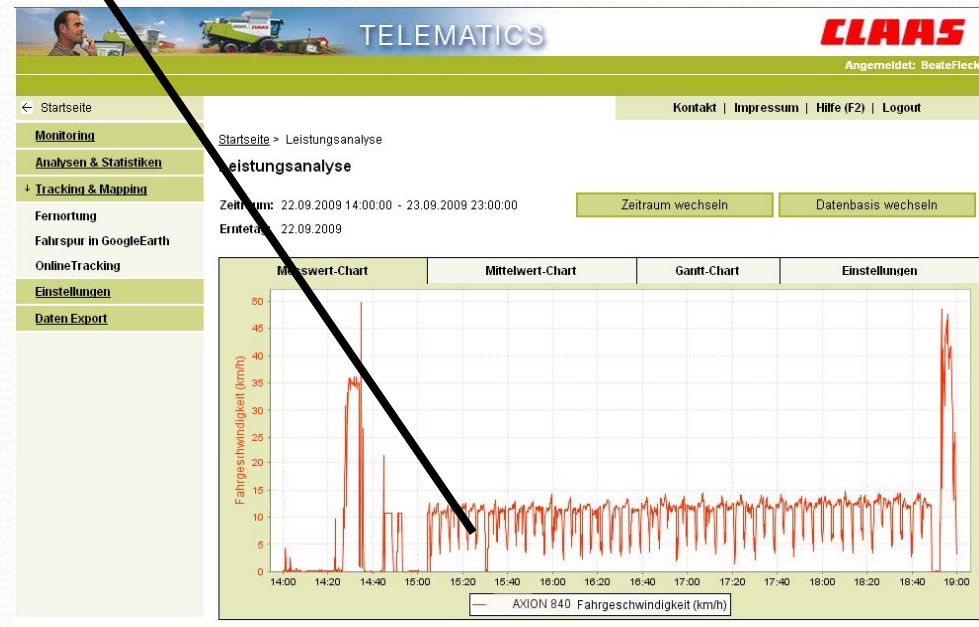 TELEMATICS
CLAAS
Angemeldet: BeateFleck
Startseite
Kontakt | Impressum | Hilfe (F2) | Logout
Monitoring
Analysen & Statistiken
Tracking & Mapping
Fernortung
Fahrspur in GoogleEarth
OnlineTracking
Einstellungen
Daten Export
Startseite > Leistungsanalyse
Leistungsanalyse
Zeitraum: 22.09.2009 14:00:00 - 23.09.2009 23:00:00
Zeitraum wechseln
Datenbasis wechseln
Erntetag: 22.09.2009
Messwert-Chart
Mittelwert-Chart
Gantt-Chart
Einstellungen
Fahrgeschwindigkeit (km/h)
50
45
40
35
30
25
20
15
10
5
0
14:00 14:20 14:40 15:00 15:20 15:40 16:00 16:20 16:40 17:00 17:20 17:40 18:00 18:20 18:40 19:00
AXION 840 Fahrgeschwindigkeit (km/h)